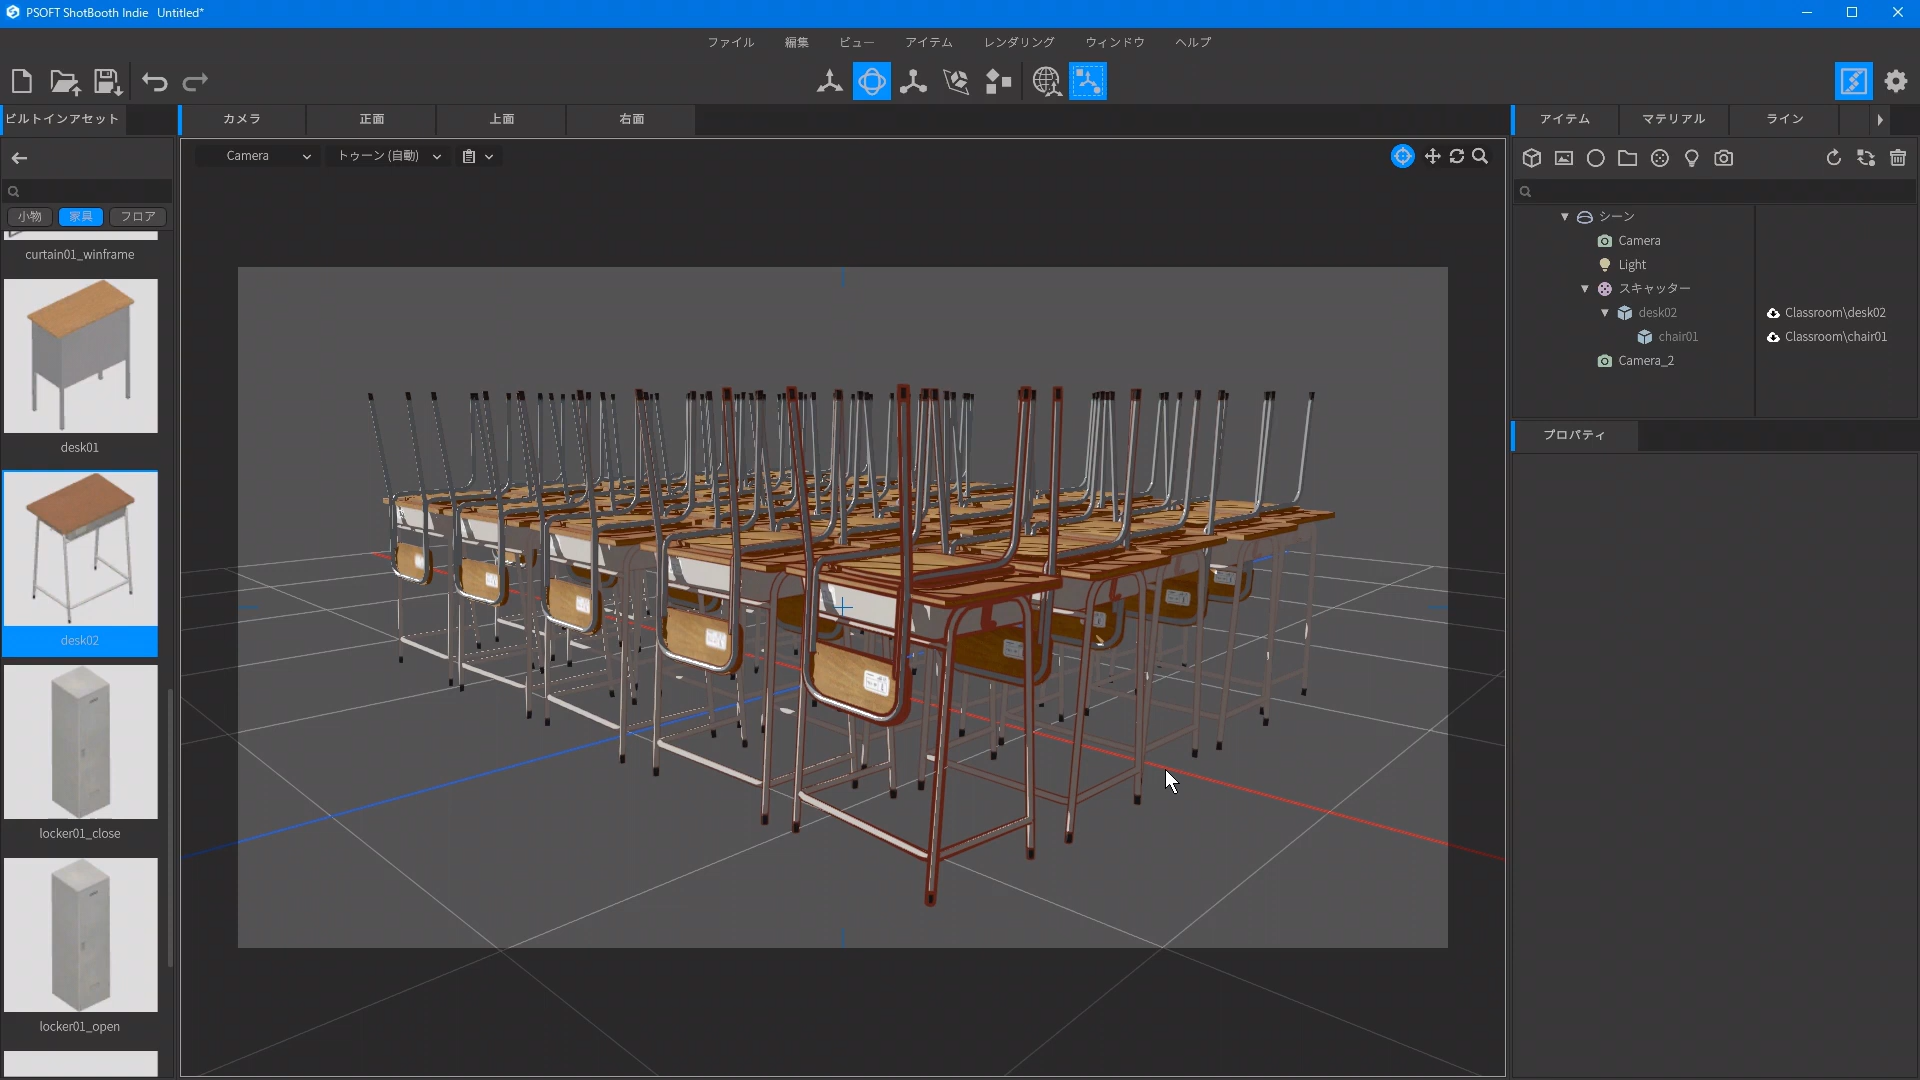 PSOFT ShotBooth Indie Untitled*
ファイル 編集 ビュー アイテム レンダリング ウィンドウ ヘルプ
ビルトインアセット
カメラ 正面 上面 右面
アイテム マテリアル ライン
Camera トゥーン (自動)
小物 家具 フロア
curtain01_winframe
desk01
desk02
locker01_close
locker01_open
シーン
Camera
Light
スキャッター
desk02 Classroom\desk02
chair01 Classroom\chair01
Camera_2
プロパティ